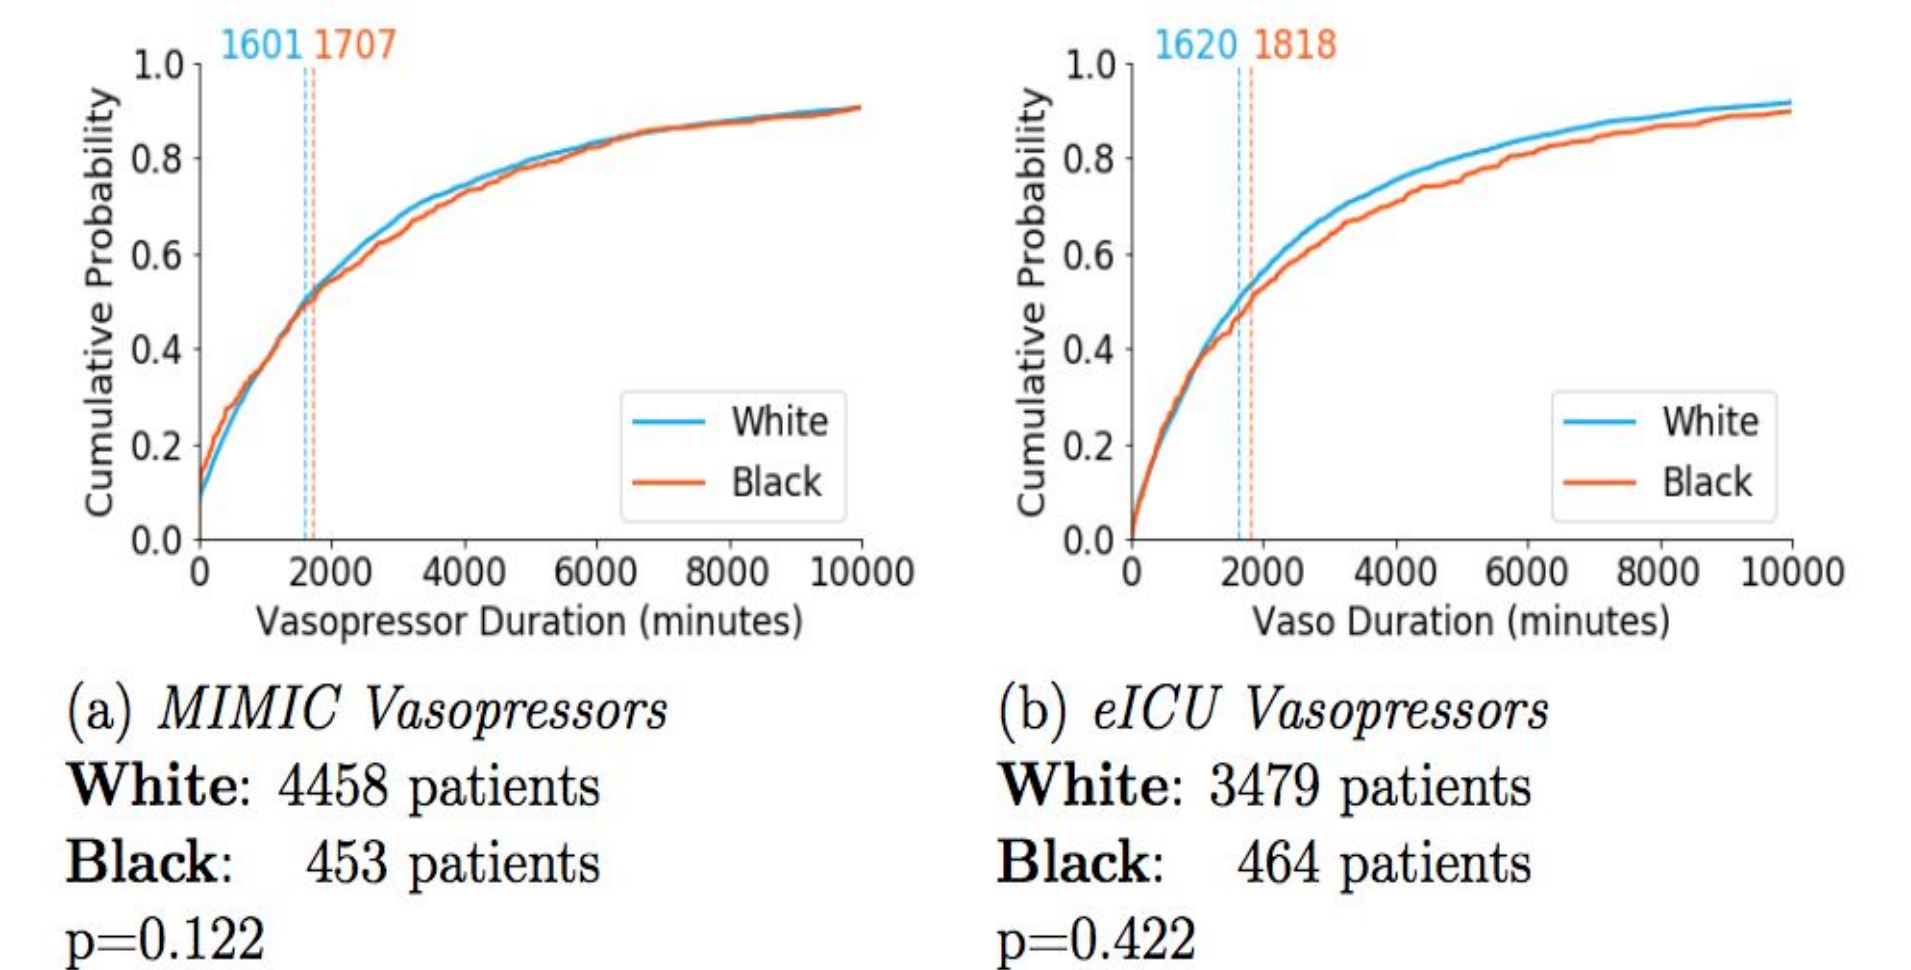 1601 1707
1.0
0.8
0.6
0.4
0.2
0.0
Cumulative Probability
White
Black
0 2000 4000 6000 8000 10000
Vasopressor Duration (minutes)
(a) MIMIC Vasopressors
White: 4458 patients
Black: 453 patients
p=0.122
1620 1818
1.0
0.8
0.6
0.4
0.2
0.0
Cumulative Probability
White
Black
0 2000 4000 6000 8000 10000
Vaso Duration (minutes)
(b) eICU Vasopressors
White: 3479 patients
Black: 464 patients
p=0.422